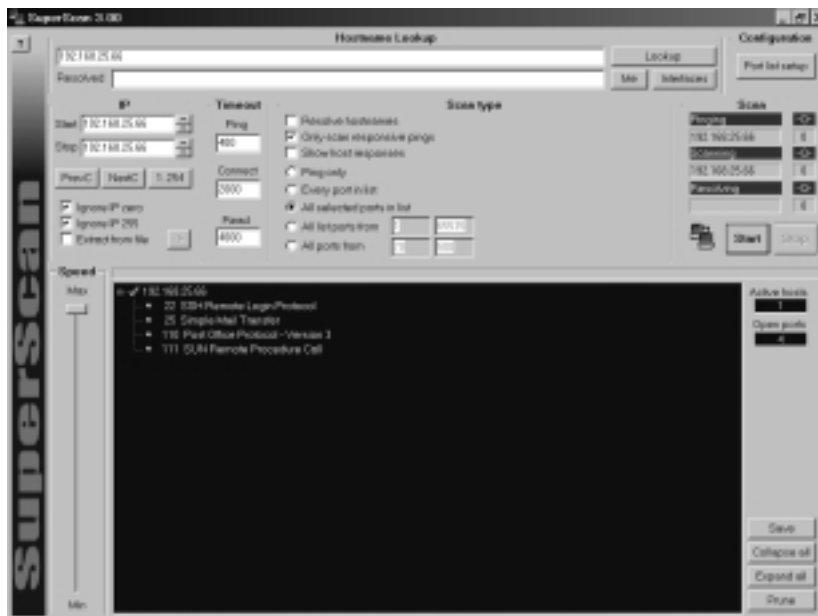 SuperScan 3.00
Hostname Lookup
Configuration
192.168.25.66
Lookup
Port list setup
Resolved
Me
Interfaces
IP
Timeout
Scan type
Scan
Start 192.168.25.66
Ping
Resolve hostnames
Pinging
Only scan responsive pings
192.168.25.66
0
Stop 192.168.25.66
400
Show host responses
Scanning
PrevC
NextC
1..254
Connect
Ping only
192.168.25.66
0
2000
Every port in list
Resolving
Ignore IP zero
All selected ports in list
0
Ignore IP 255
Read
All list ports from
Extract from file
4000
All ports from
Start
Stop
Speed
Max
192.168.25.66
Active hosts
22 SSH Remote Login Protocol
1
25 Simple Mail Transfer
Open ports
110 Post Office Protocol - Version 3
4
111 SUN Remote Procedure Call
SuperScan
Save
Collapse all
Expand all
Min
Prune